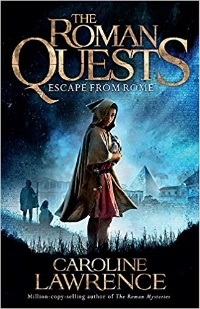 THE
ROMAN
QUESTS
ESCAPE FROM ROME
CAROLINE
LAWRENCE
Million-copy-selling author of The Roman Mysteries